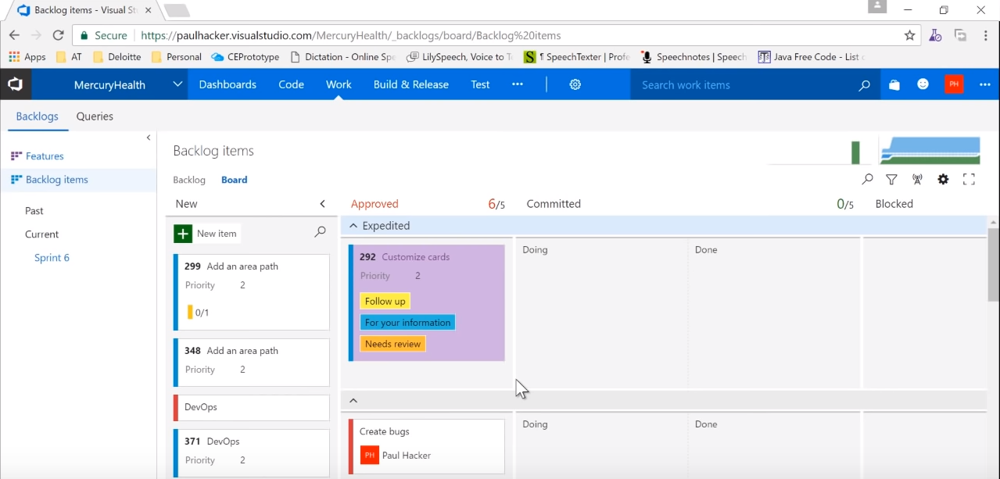 Backlog items - Visual St
Secure https://paulhacker.visualstudio.com/MercuryHealth/_backlogs/board/Backlog%20items
Apps AT Deloitte Personal CEPrototype Dictation - Online Spe LilySpeech, Voice to T ¶ SpeechTexter | Profe Speechnotes | Speech Java Free Code - List c
MercuryHealth Dashboards Code Work Build & Release Test Search work items PH
Backlogs Queries
Features
Backlog items
Past
Current
Sprint 6
Backlog items
Backlog Board
New Approved 6/5 Committed 0/5 Blocked
Expedited
New item
299 Add an area path
Priority 2
0/1
348 Add an area path
Priority 2
DevOps
371 DevOps
Priority 2
292 Customize cards
Priority 2
Follow up
For your information
Needs review
Doing Done
Create bugs
PH Paul Hacker
Doing Done